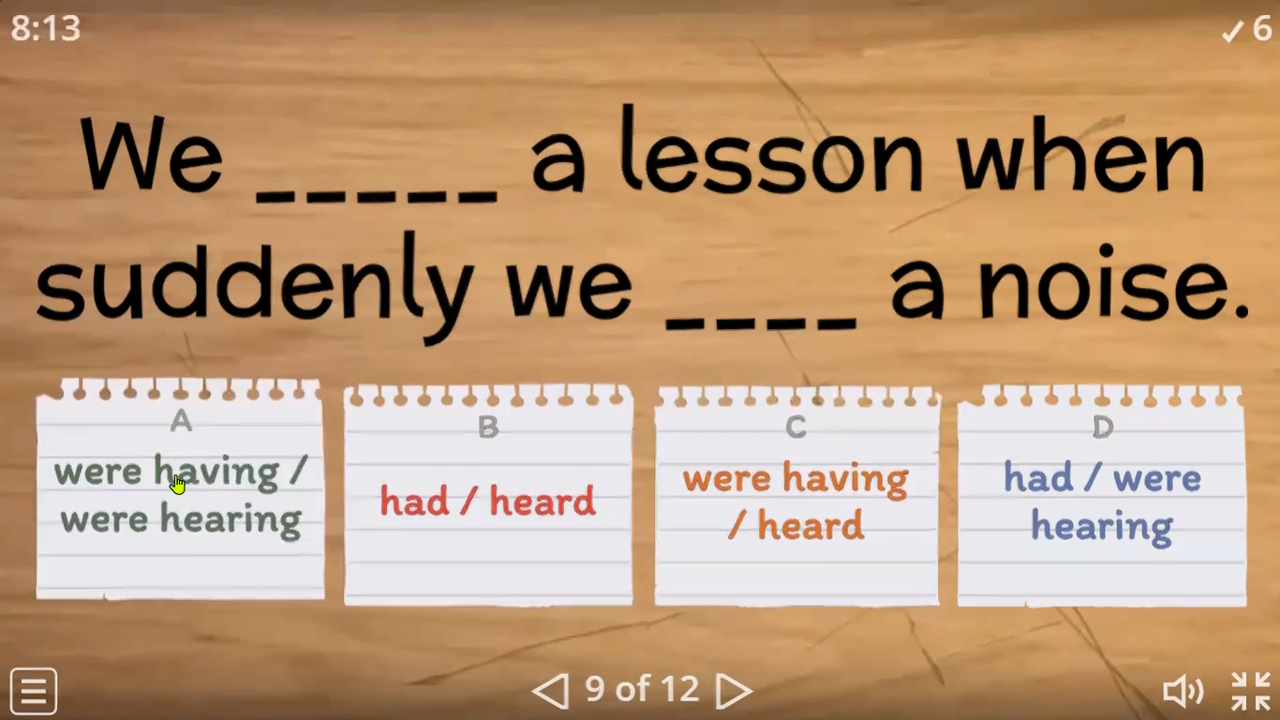 8:13
✓ 6
We _____ a lesson when
suddenly we ____ a noise.
A
were having /
were hearing
B
had / heard
C
were having
/ heard
D
had / were
hearing
9 of 12